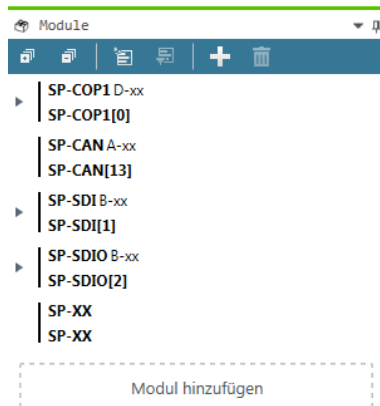 Module
SP-COP1 D-xx
SP-COP1[0]
SP-CAN A-xx
SP-CAN[13]
SP-SDI B-xx
SP-SDI[1]
SP-SDIO B-xx
SP-SDIO[2]
SP-XX
SP-XX
Modul hinzufügen